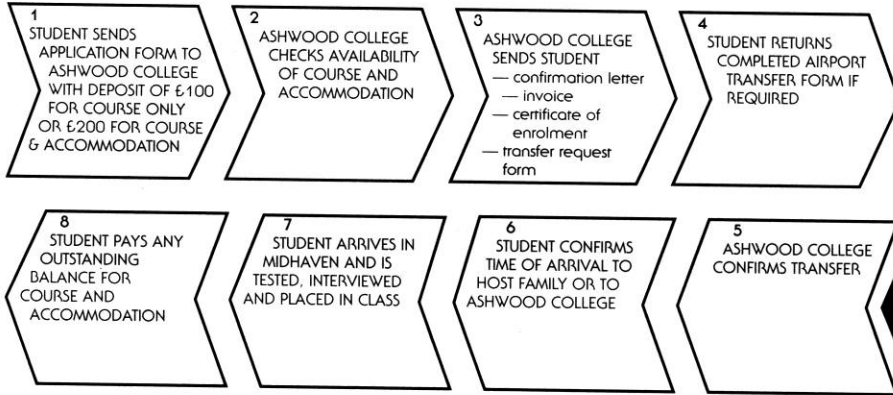 1
STUDENT SENDS
APPLICATION FORM TO
ASHWOOD COLLEGE
WITH DEPOSIT OF £100
FOR COURSE ONLY
OR £200 FOR COURSE
& ACCOMMODATION
2
ASHWOOD COLLEGE
CHECKS AVAILABILITY
OF COURSE AND
ACCOMMODATION
3
ASHWOOD COLLEGE
SENDS STUDENT
— confirmation letter
— invoice
— certificate of
enrolment
— transfer request
form
4
STUDENT RETURNS
COMPLETED AIRPORT
TRANSFER FORM IF
REQUIRED
5
ASHWOOD COLLEGE
CONFIRMS TRANSFER
6
STUDENT CONFIRMS
TIME OF ARRIVAL TO
HOST FAMILY OR TO
ASHWOOD COLLEGE
7
STUDENT ARRIVES IN
MIDHAVEN AND IS
TESTED, INTERVIEWED
AND PLACED IN CLASS
8
STUDENT PAYS ANY
OUTSTANDING
BALANCE FOR
COURSE AND
ACCOMMODATION